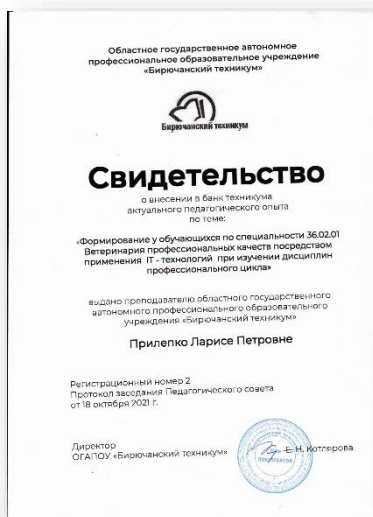 Областное государственное автономное
профессиональное образовательное учреждение
«Бирючанский техникум»
Бирючанский техникум
Свидетельство
о внесении в банк техникума
актуального педагогического опыта
по теме:
«Формирование у обучающихся по специальности 36.02.01
Ветеринария профессиональных качеств посредством
применения IT - технологий при изучении дисциплин
профессионального цикла»
выдано преподавателю областного государственного
автономного профессионального образовательного
учреждения «Бирючанский техникум»
Прилепко Ларисе Петровне
Регистрационный номер 2
Протокол заседания Педагогического совета
от 18 октября 2021 г.
Директор
ОГАПОУ «Бирючанский техникум»
Е. Н. Котлярова